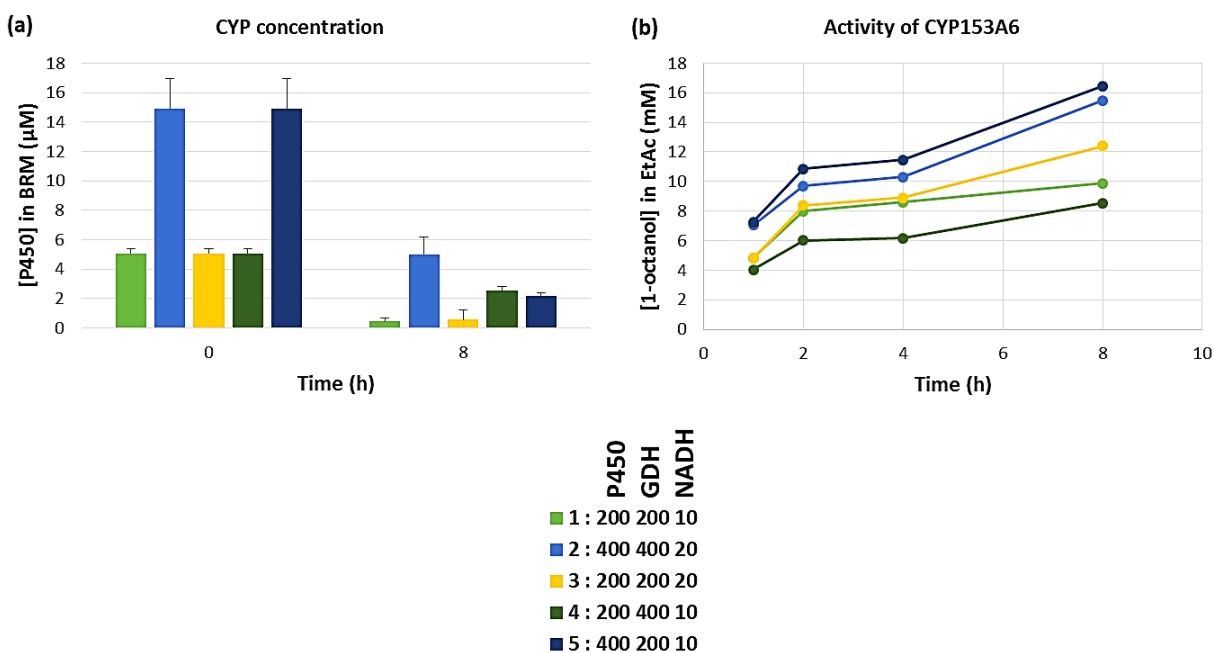 (a)
CYP concentration
[P450] in BRM (µM)
18
16
14
12
10
8
6
4
2
0
0 8
Time (h)
(b)
Activity of CYP153A6
[1-octanol] in EtAc (mM)
18
16
14
12
10
8
6
4
2
0
0 2 4 6 8 10
Time (h)
P450
GDH
NADH
1 : 200 200 10
2 : 400 400 20
3 : 200 200 20
4 : 200 400 10
5 : 400 200 10